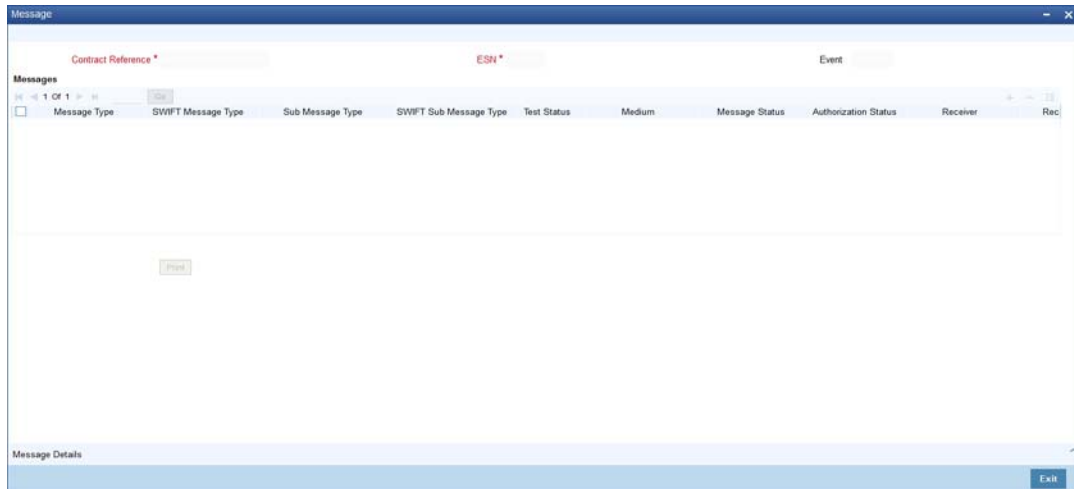 Message
Contract Reference * ESN * Event
Messages
1 Of 1 Go
Message Type SWIFT Message Type Sub Message Type SWIFT Sub Message Type Test Status Medium Message Status Authorization Status Receiver Rec
Print
Message Details
Exit